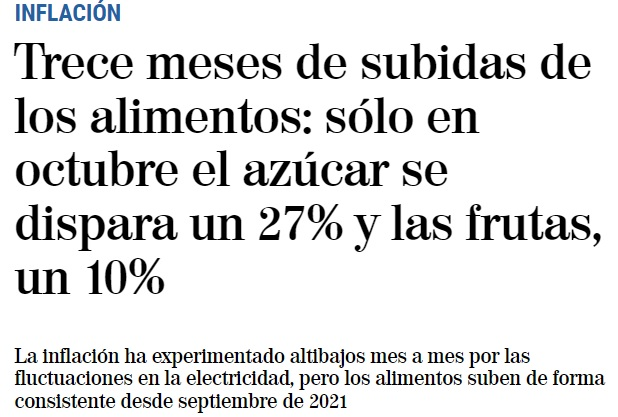 INFLACIÓN
Trece meses de subidas de
los alimentos: sólo en
octubre el azúcar se
dispara un 27% y las frutas,
un 10%
La inflación ha experimentado altibajos mes a mes por las
fluctuaciones en la electricidad, pero los alimentos suben de forma
consistente desde septiembre de 2021